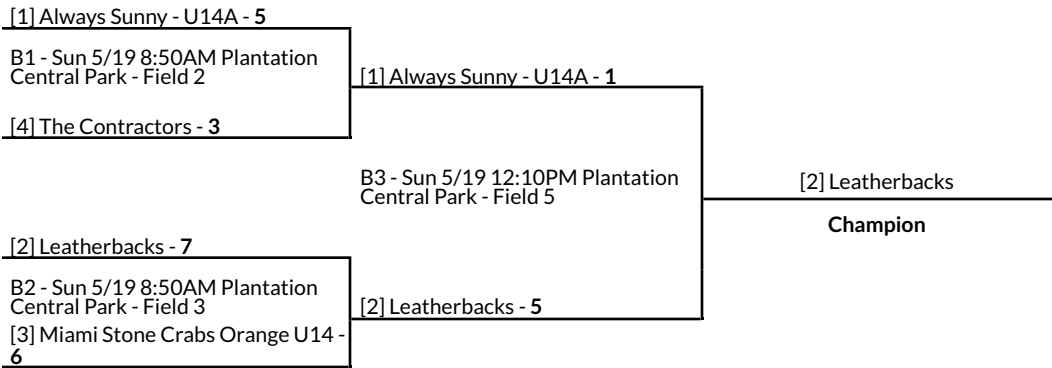 [1] Always Sunny - U14A - 5
B1 - Sun 5/19 8:50AM Plantation
Central Park - Field 2
[4] The Contractors - 3
[2] Leatherbacks - 7
B2 - Sun 5/19 8:50AM Plantation
Central Park - Field 3
[3] Miami Stone Crabs Orange U14 -
6
[1] Always Sunny - U14A - 1
B3 - Sun 5/19 12:10PM Plantation
Central Park - Field 5
[2] Leatherbacks - 5
[2] Leatherbacks
Champion